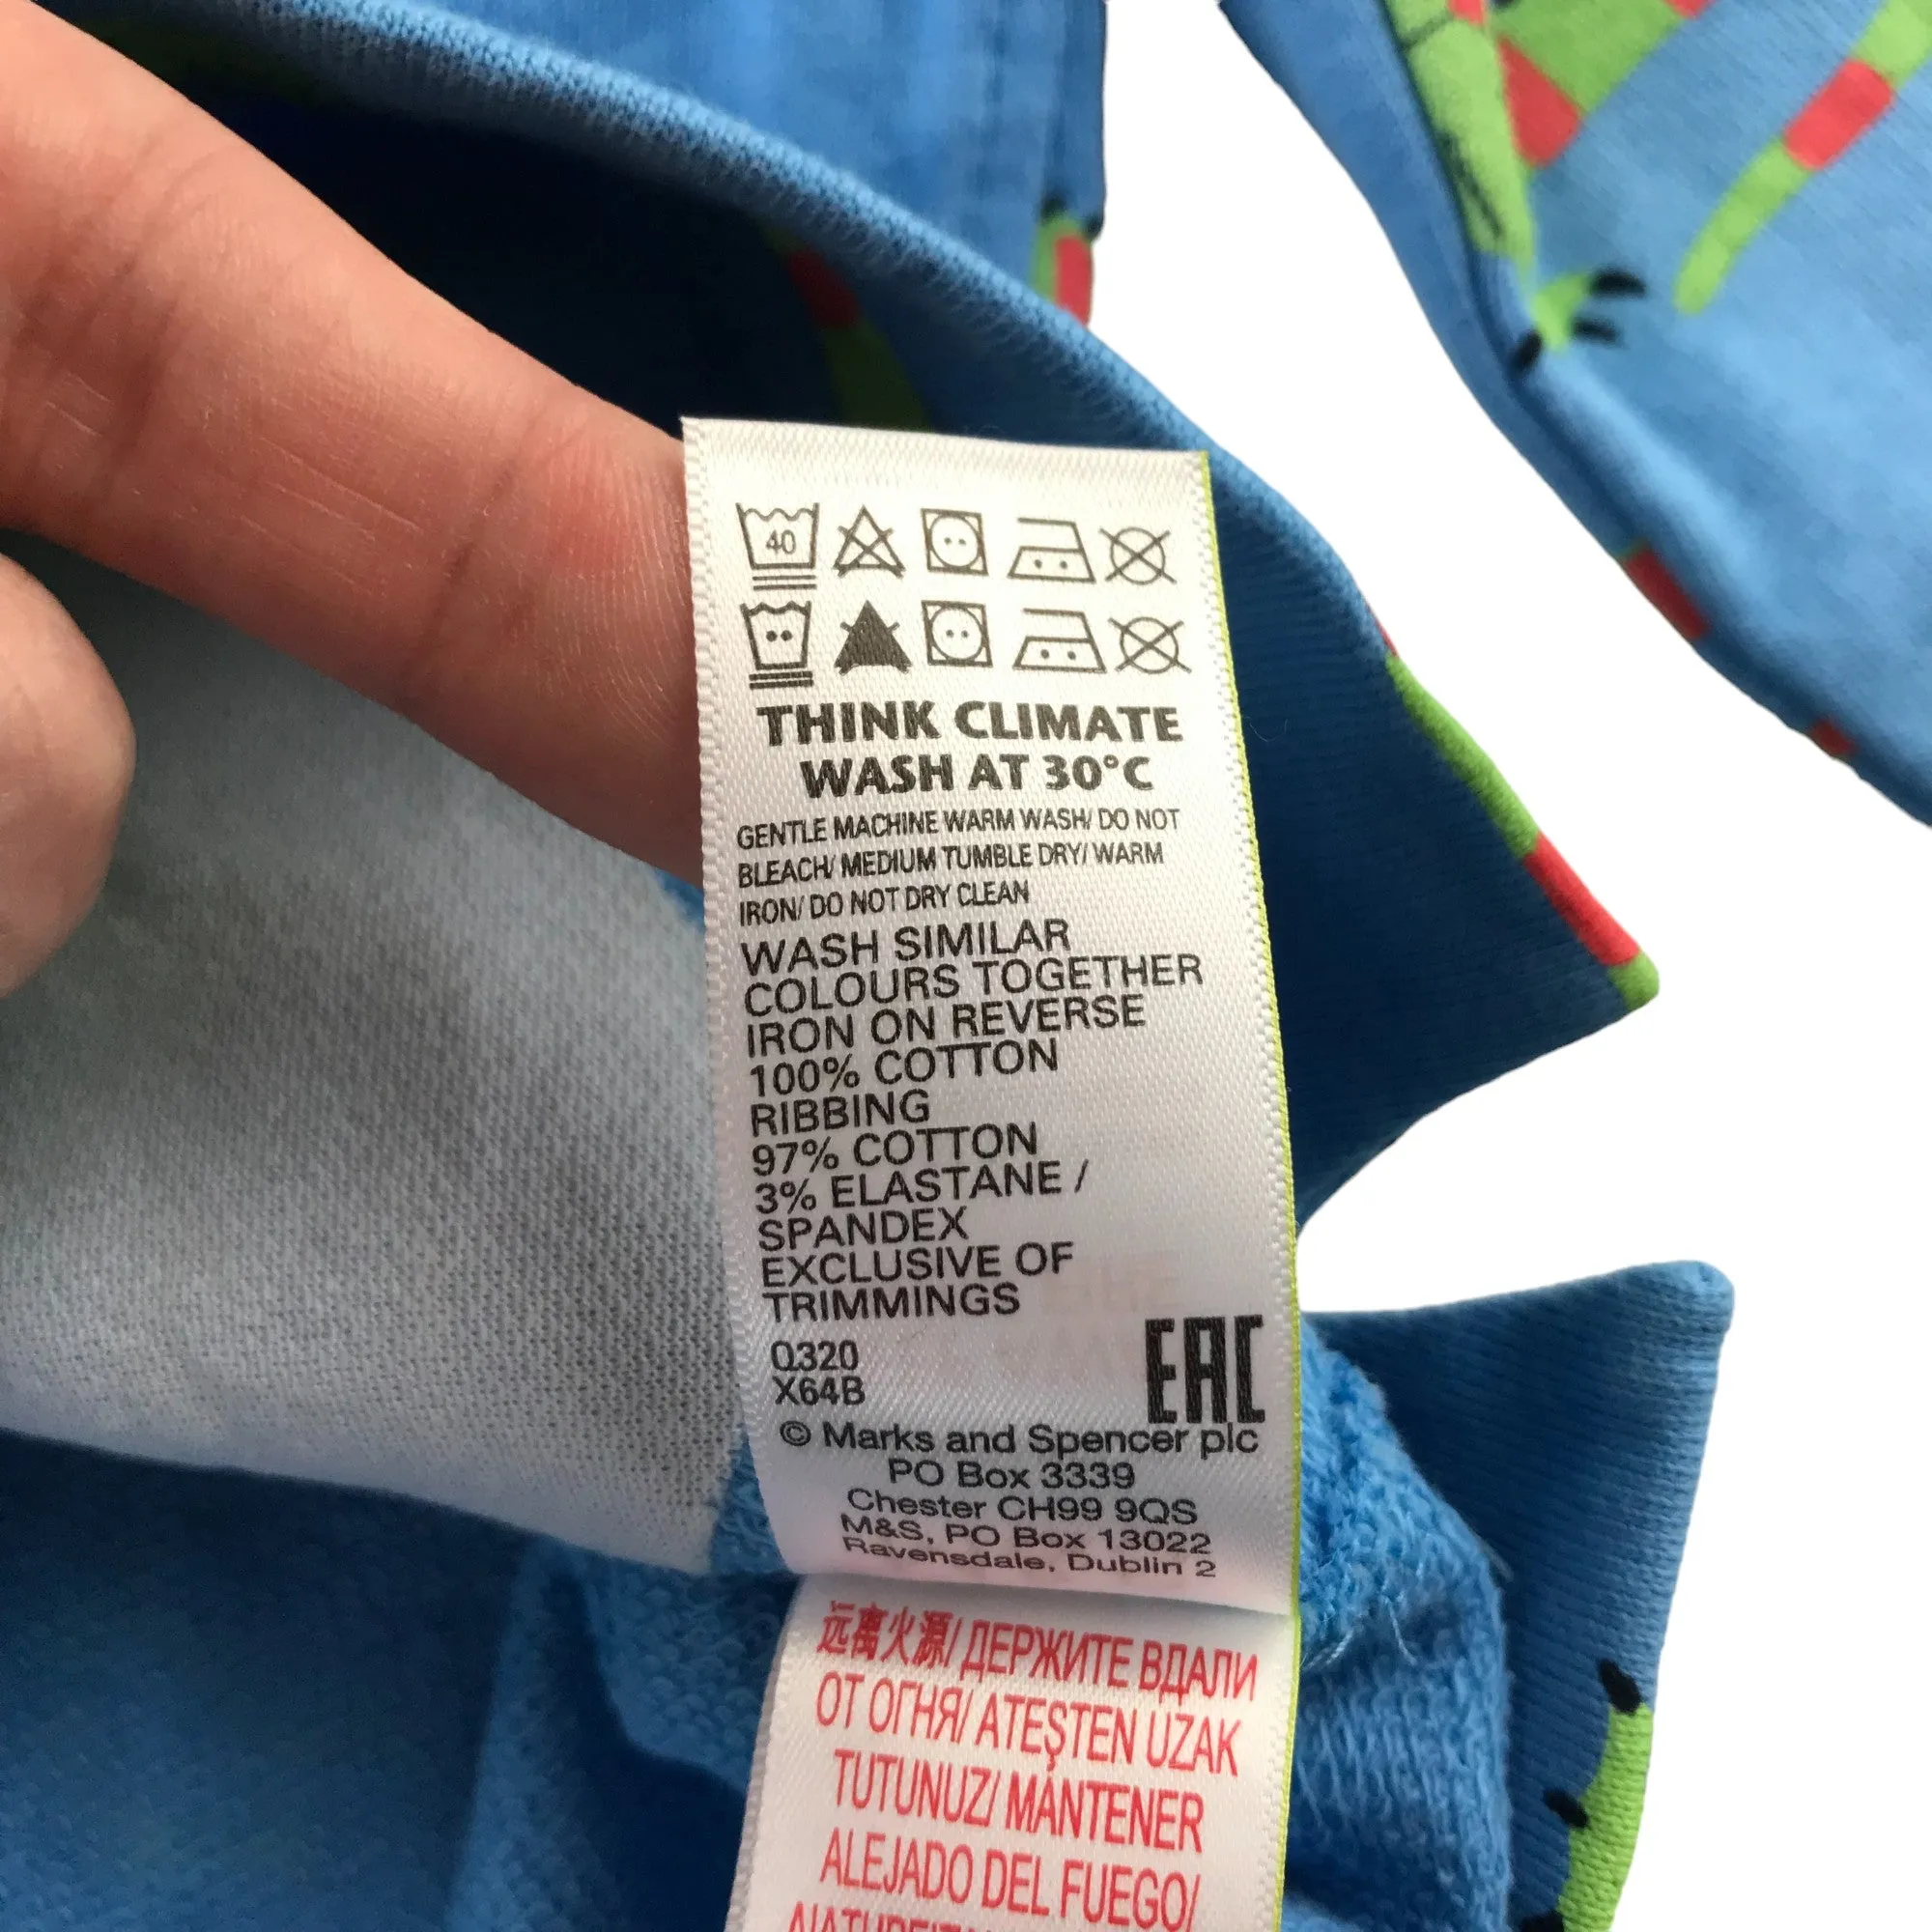 40
THINK CLIMATE
WASH AT 30°C
GENTLE MACHINE WARM WASH/ DO NOT
BLEACH/ MEDIUM TUMBLE DRY/ WARM
IRON/ DO NOT DRY CLEAN
WASH SIMILAR
COLOURS TOGETHER
IRON ON REVERSE
100% COTTON
RIBBING
97% COTTON
3% ELASTANE /
SPANDEX
EXCLUSIVE OF
TRIMMINGS
Q320
X64B
EAC
© Marks and Spencer plc
PO Box 3339
Chester CH99 9QS
M&S, PO Box 13022
Ravensdale, Dublin 2
远离火源/ ДЕРЖИТЕ ВДАЛИ
ОТ ОГНЯ/ ATEŞTEN UZAK
TUTUNUZ/ MANTENER
ALEJADO DEL FUEGO/